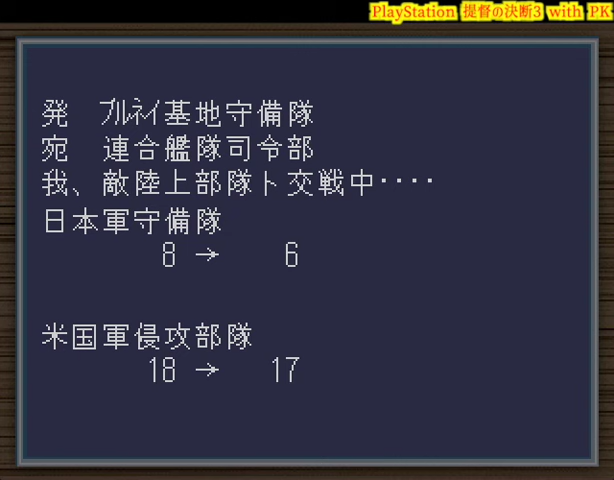 PlayStation 提督の決断3 with PK
発 ブルネイ基地守備隊
宛 連合艦隊司令部
我、敵陸上部隊ト交戦中････
日本軍守備隊
8 → 6
米国軍侵攻部隊
18 → 17